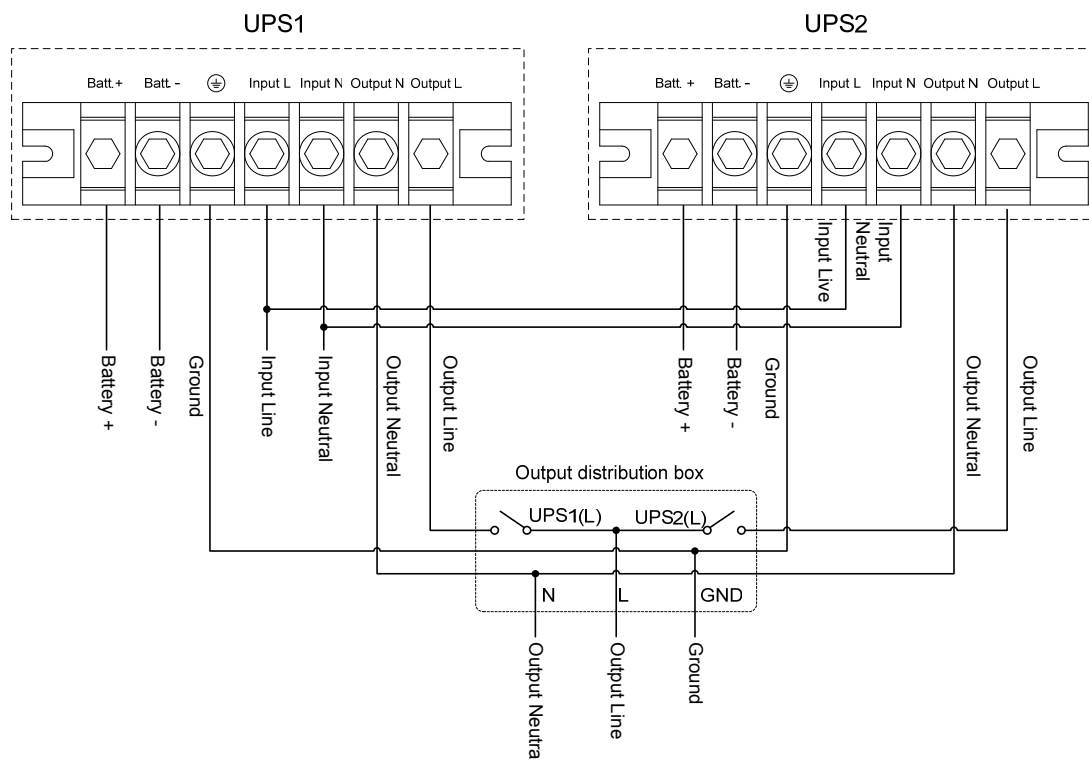 UPS1
UPS2
Batt.+ Batt. - Input L Input N Output N Output L
Batt. + Batt. - Input L Input N Output N Output L
Input Live
Neutral
Input
Battery +
Battery -
Ground
Input Line
Input Neutral
Output Neutral
Output Line
Battery +
Battery -
Ground
Output Neutral
Output Line
Output distribution box
UPS1(L) UPS2(L)
N L GND
Output Neutra
Output Line
Ground